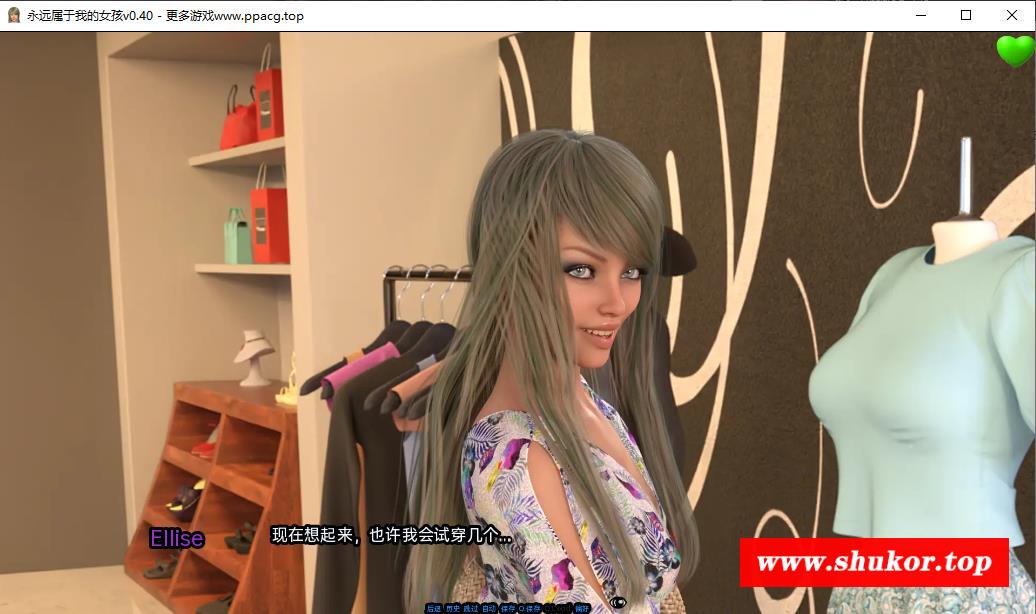 永远属于我的女孩v0.40 - 更多游戏www.ppacg.top
Ellise
现在想起来，也许我会试穿几个...
www.shukor.top
后退 历史 跳过 自动 保存 Q.保存 Q.Load 偏好